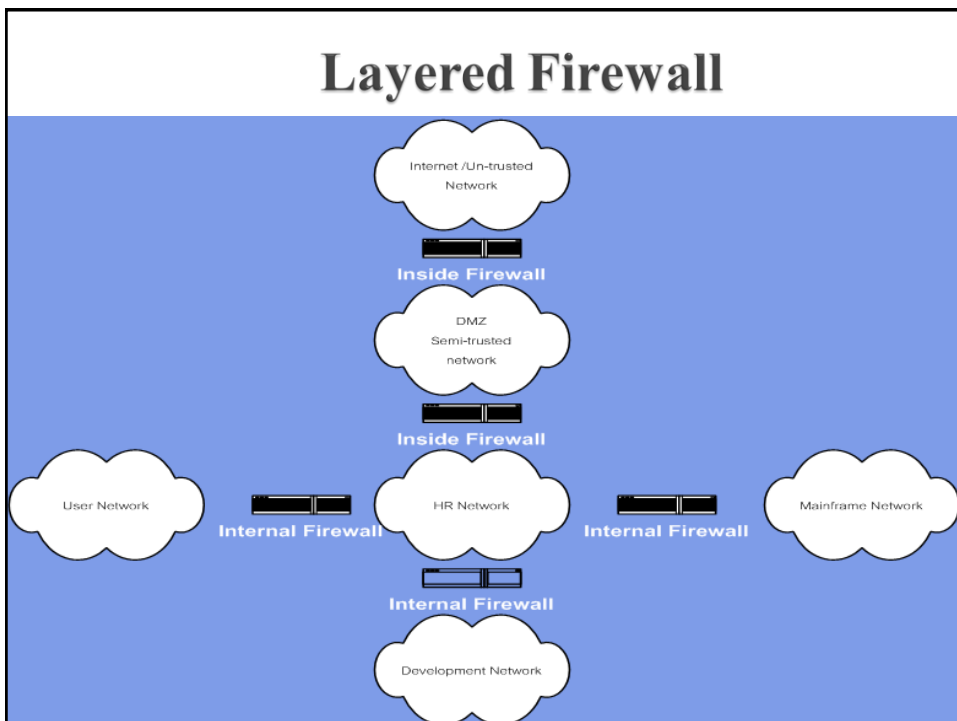 Layered Firewall
Internet /Un-trusted
Network
Inside Firewall
DMZ
Semi-trusted
network
Inside Firewall
User Network
HR Network
Mainframe Network
Internal Firewall
Internal Firewall
Internal Firewall
Development Network